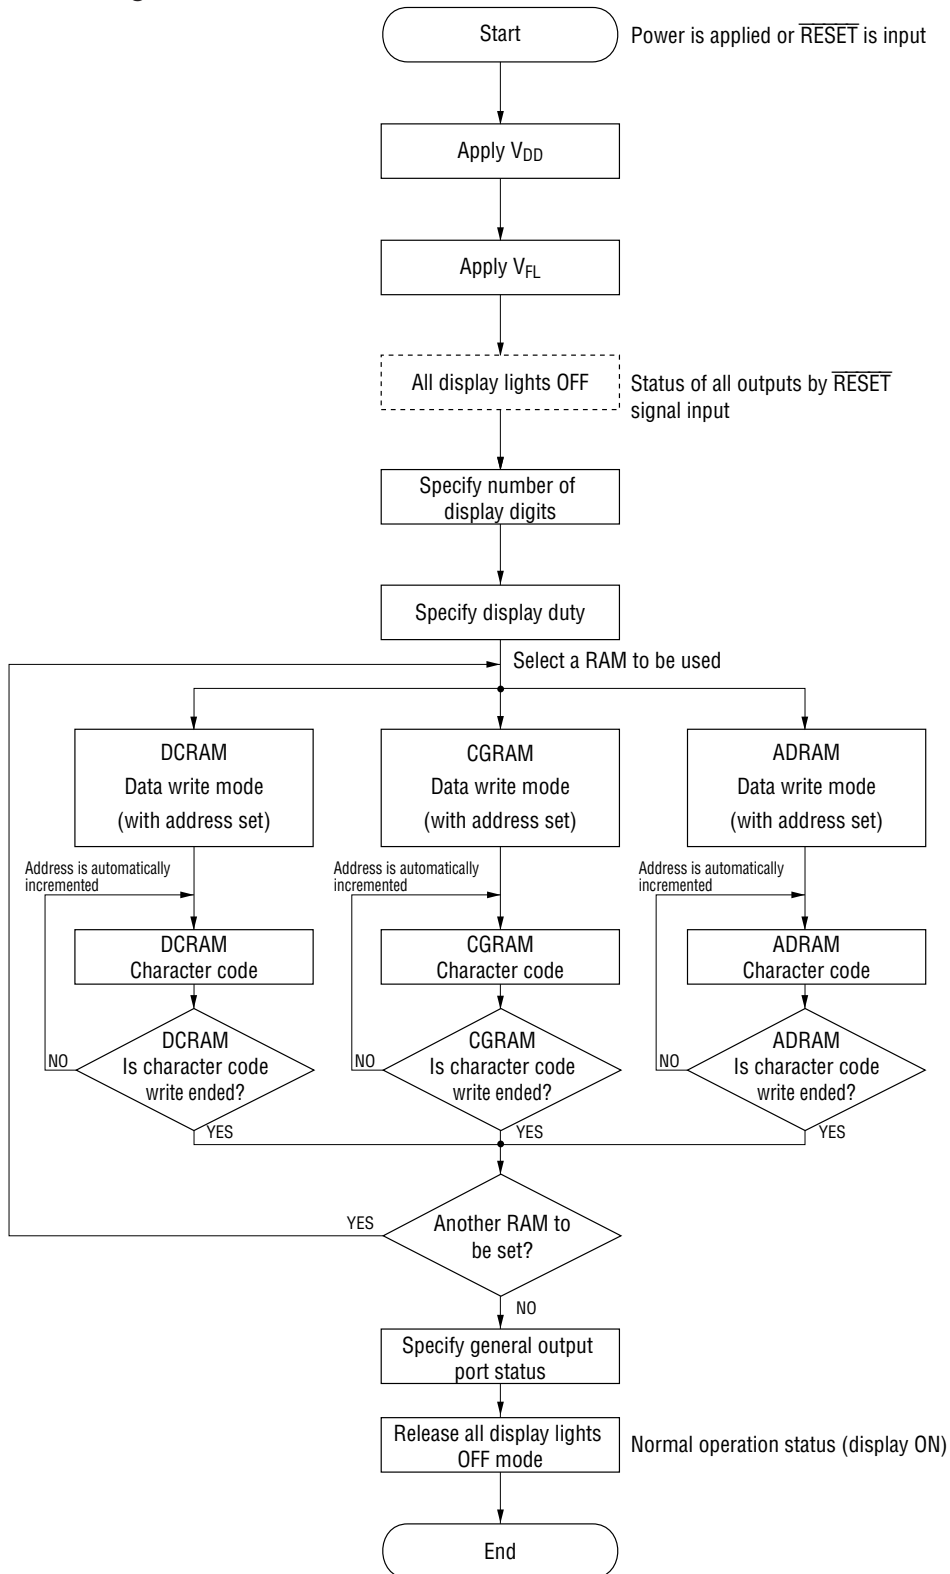 Start
Power is applied or RESET is input
Apply VDD
Apply VFL
All display lights OFF
Status of all outputs by RESET
signal input
Specify number of
display digits
Specify display duty
Select a RAM to be used
DCRAM
Data write mode
(with address set)
CGRAM
Data write mode
(with address set)
ADRAM
Data write mode
(with address set)
Address is automatically
incremented
Address is automatically
incremented
Address is automatically
incremented
DCRAM
Character code
CGRAM
Character code
ADRAM
Character code
NO
DCRAM
Is character code
write ended?
YES
NO
CGRAM
Is character code
write ended?
YES
NO
ADRAM
Is character code
write ended?
YES
YES
Another RAM to
be set?
NO
Specify general output
port status
Release all display lights
OFF mode
Normal operation status (display ON)
End